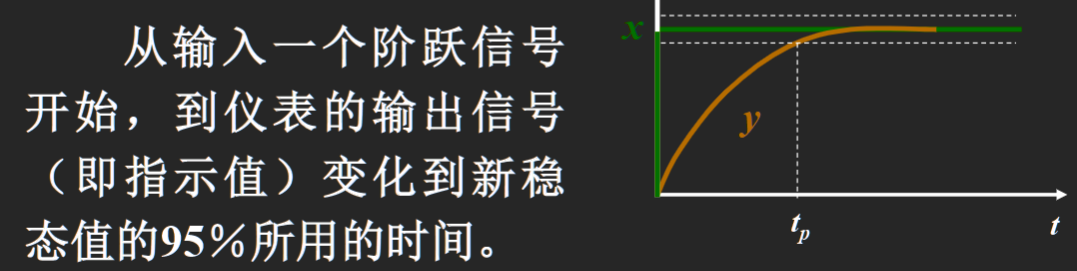 从输入一个阶跃信号
开始，到仪表的输出信号
（即指示值）变化到新稳
态值的95%所用的时间。
x
y
tp
t